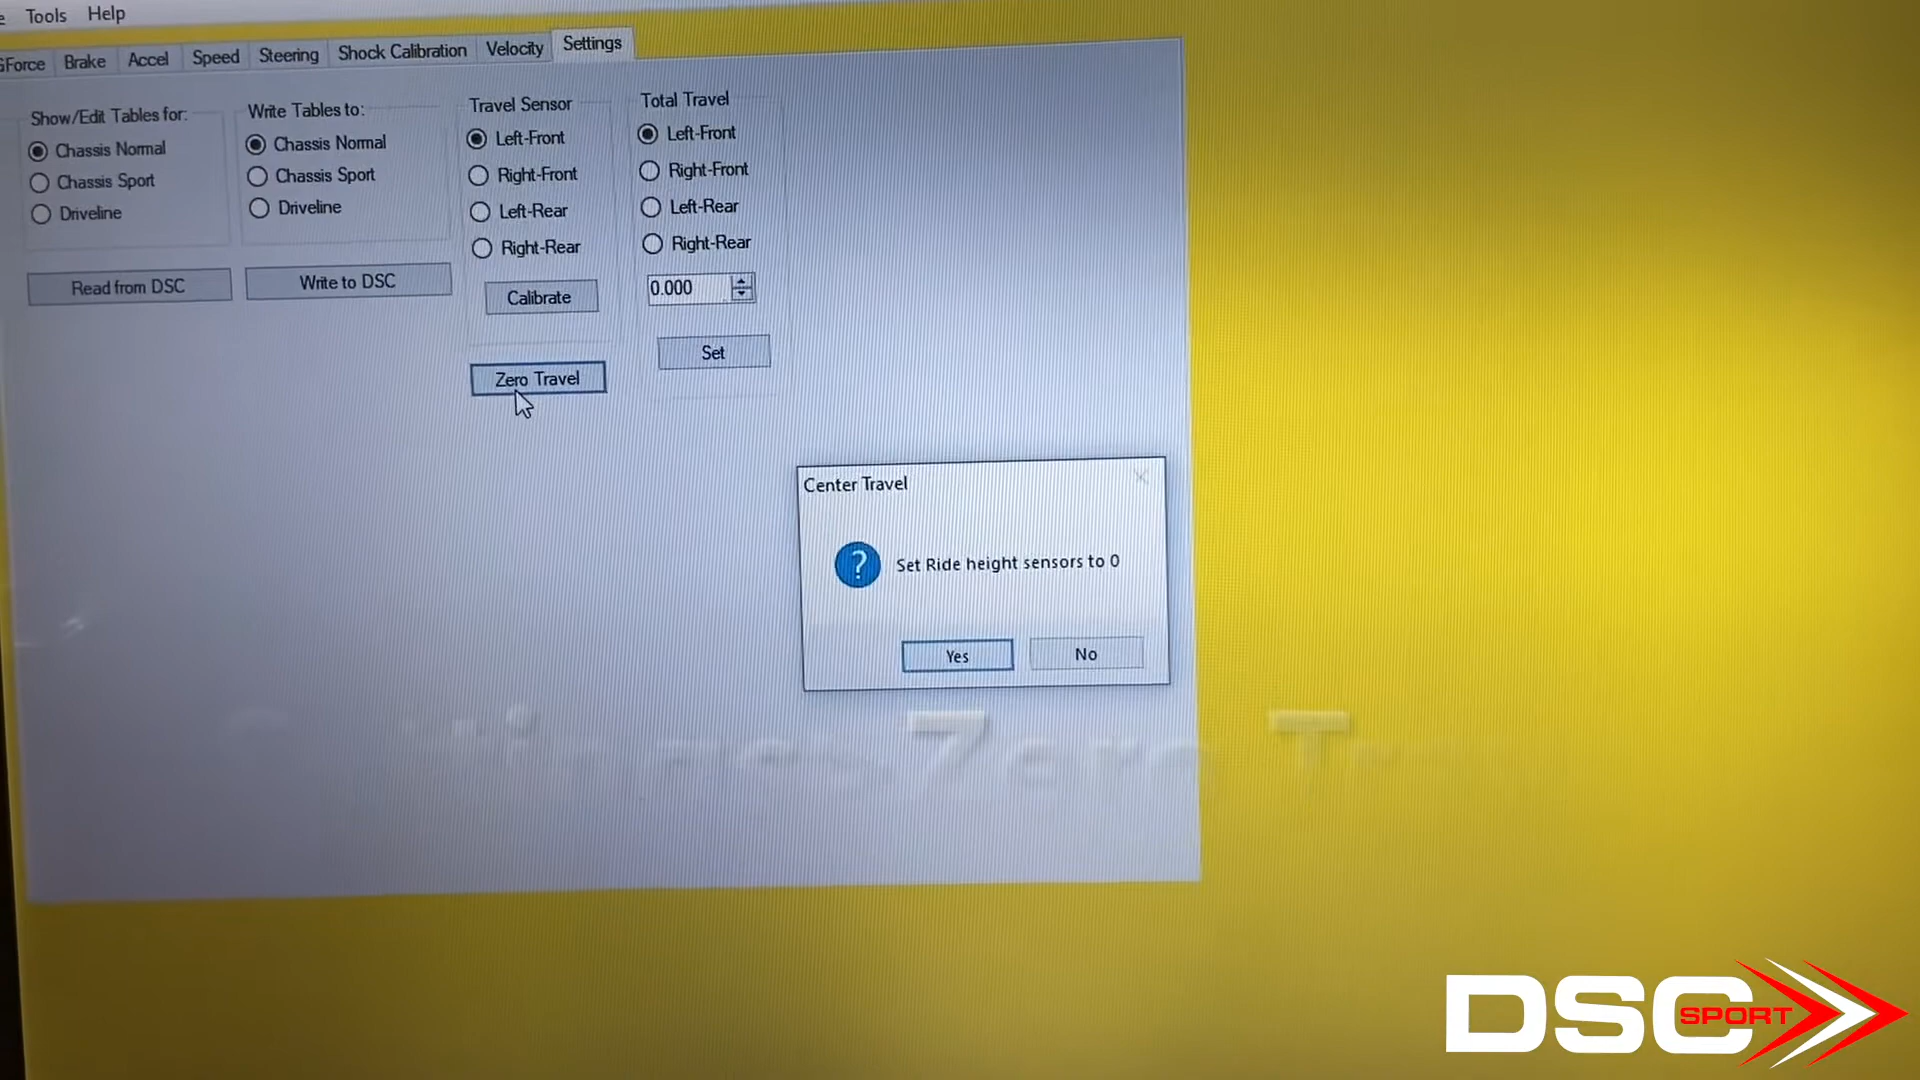 Tools Help
GForce Brake Accel Speed Steering Shock Calibration Velocity Settings
Show/Edit Tables for:
Chassis Normal
Chassis Sport
Driveline
Read from DSC
Write Tables to:
Chassis Normal
Chassis Sport
Driveline
Write to DSC
Travel Sensor
Left-Front
Right-Front
Left-Rear
Right-Rear
Calibrate
Zero Travel
Total Travel
Left-Front
Right-Front
Left-Rear
Right-Rear
0.000
Set
Center Travel
?
Set Ride height sensors to 0
Yes No
DSC
SPORT